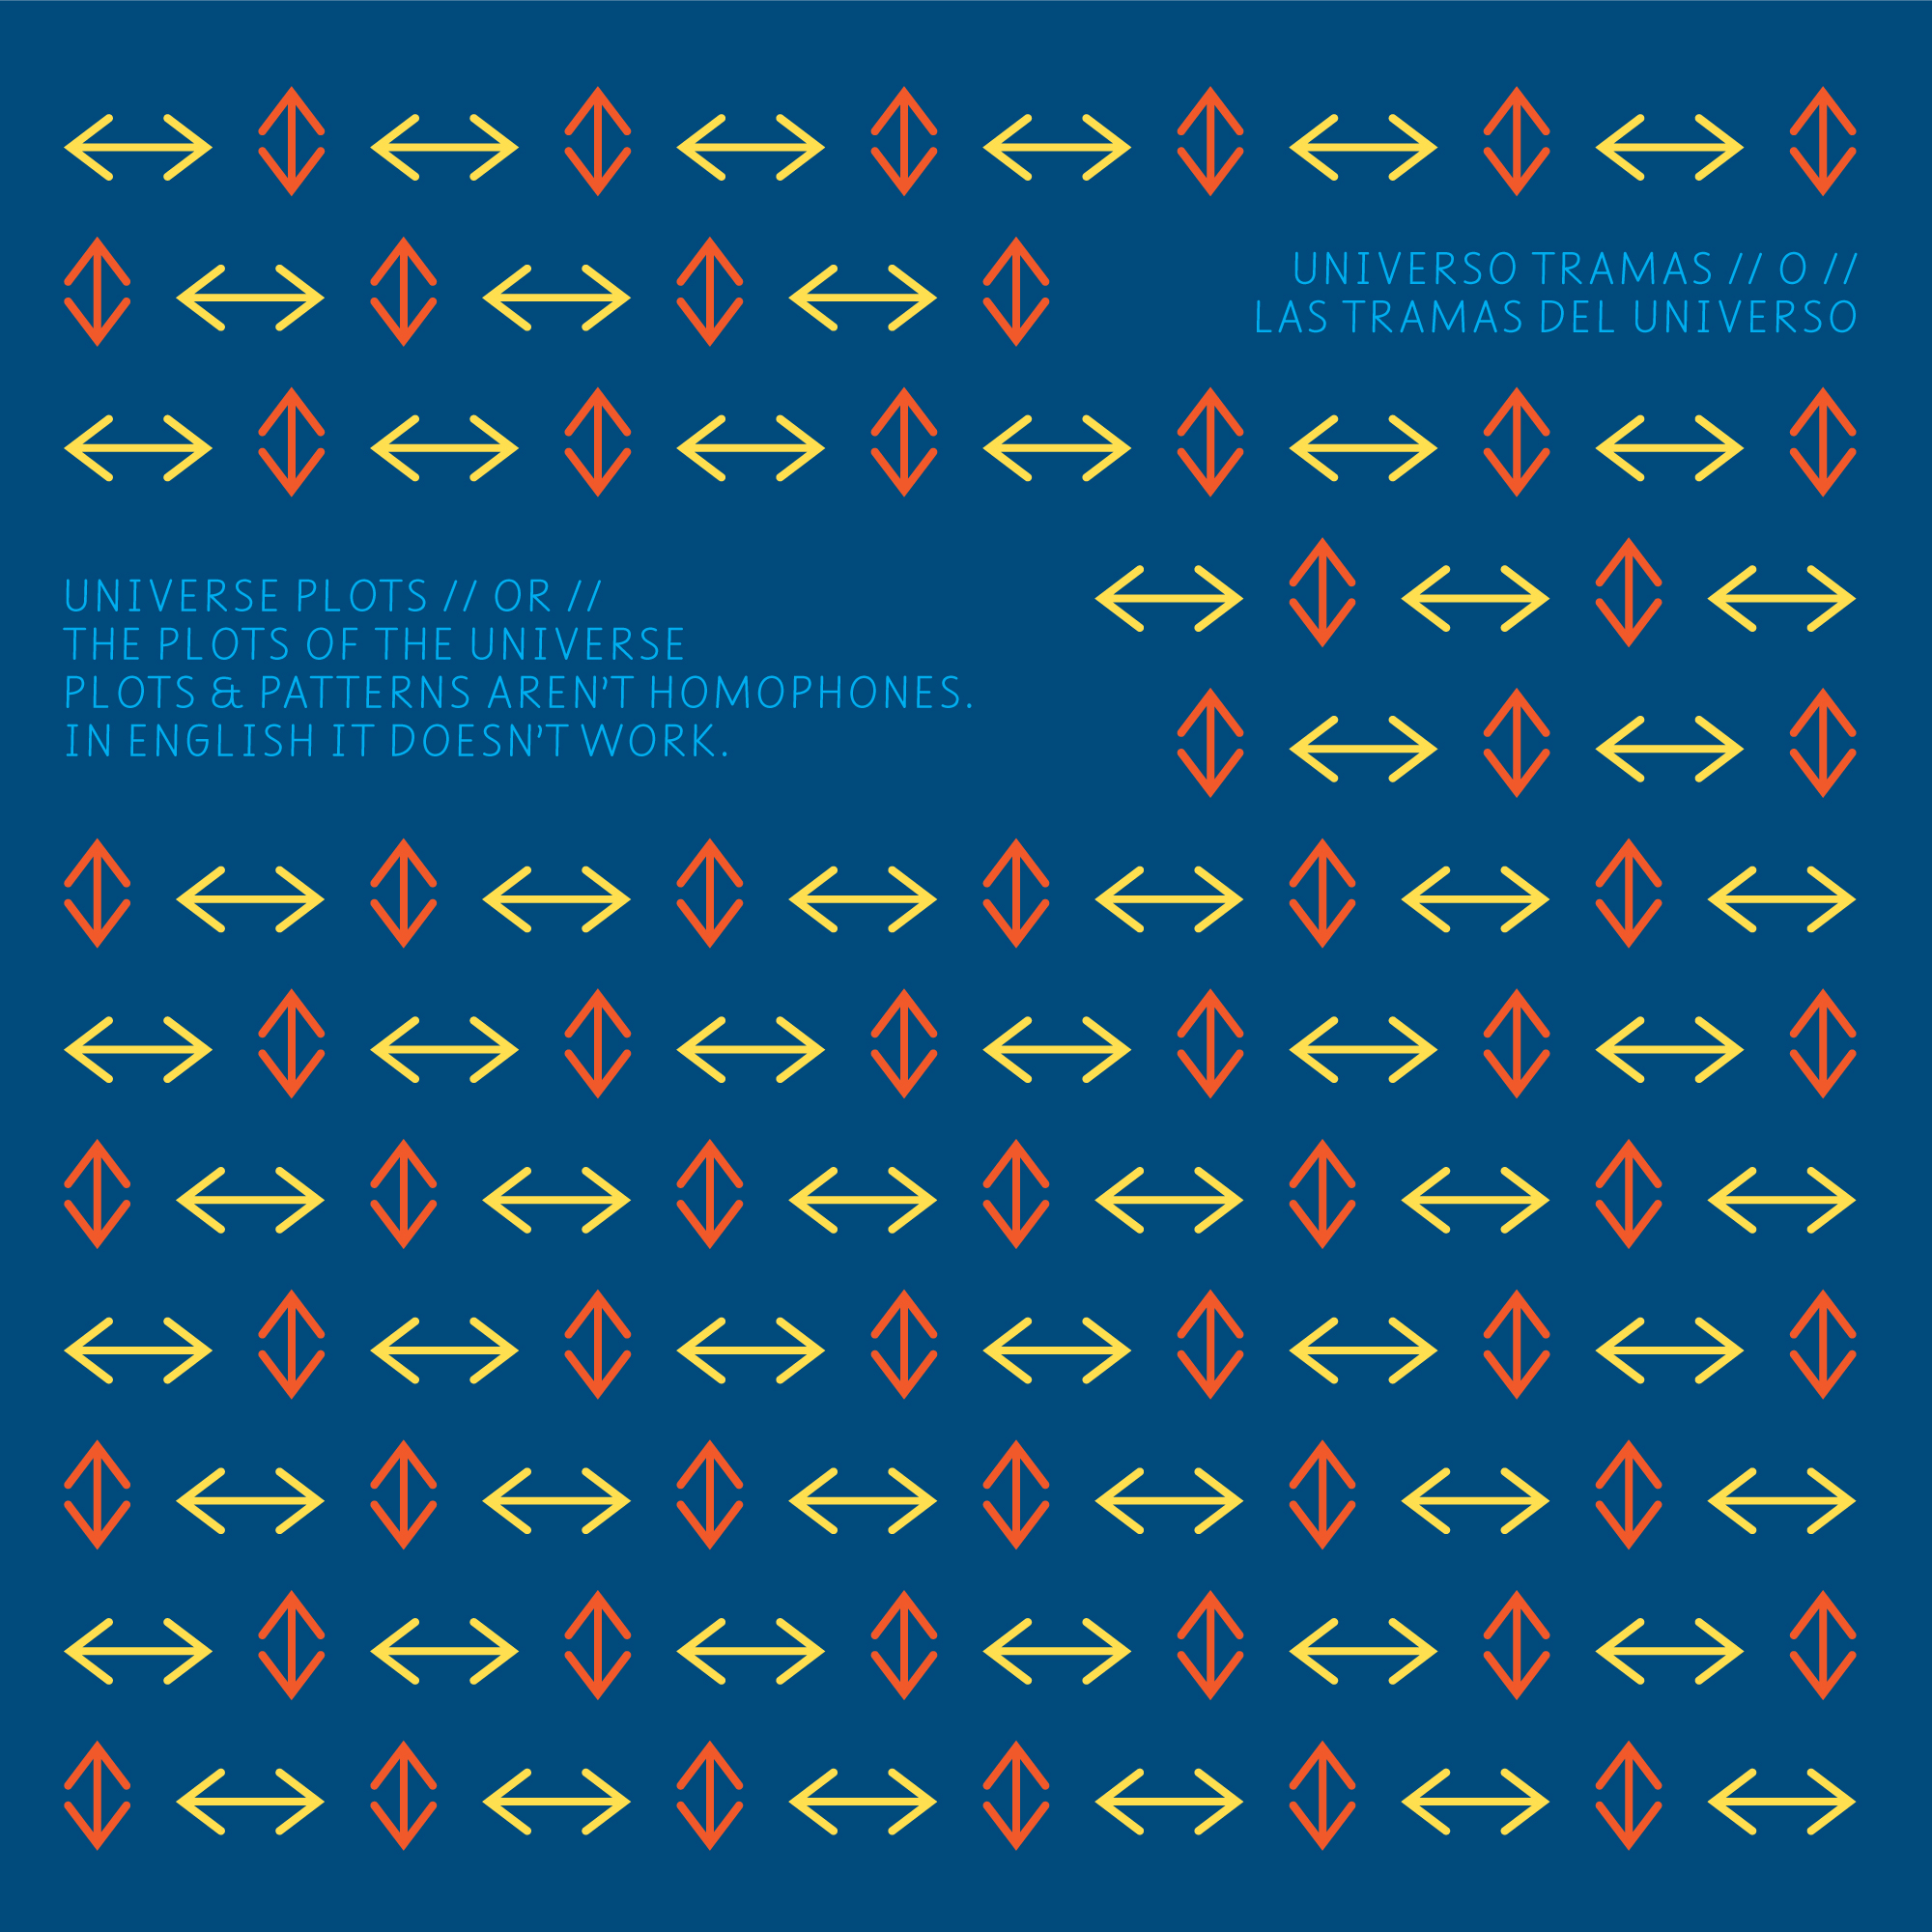 UNIVERSO TRAMAS // O //
LAS TRAMAS DEL UNIVERSO
UNIVERSE PLOTS // OR //
THE PLOTS OF THE UNIVERSE
PLOTS & PATTERNS AREN'T HOMOPHONES.
IN ENGLISH IT DOESN'T WORK.